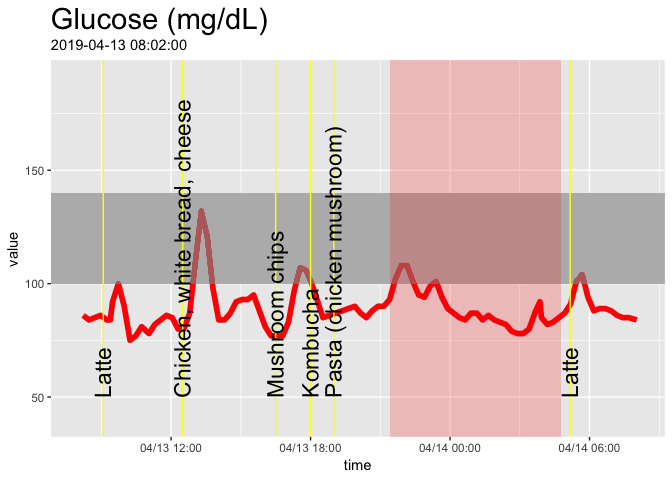 Glucose (mg/dL)
2019-04-13 08:02:00
value
150
100
50
Latte
Chicken, white bread, cheese
Mushroom chips
Kombucha
Pasta (chicken mushroom)
Latte
04/13 12:00
04/13 18:00
04/14 00:00
04/14 06:00
time